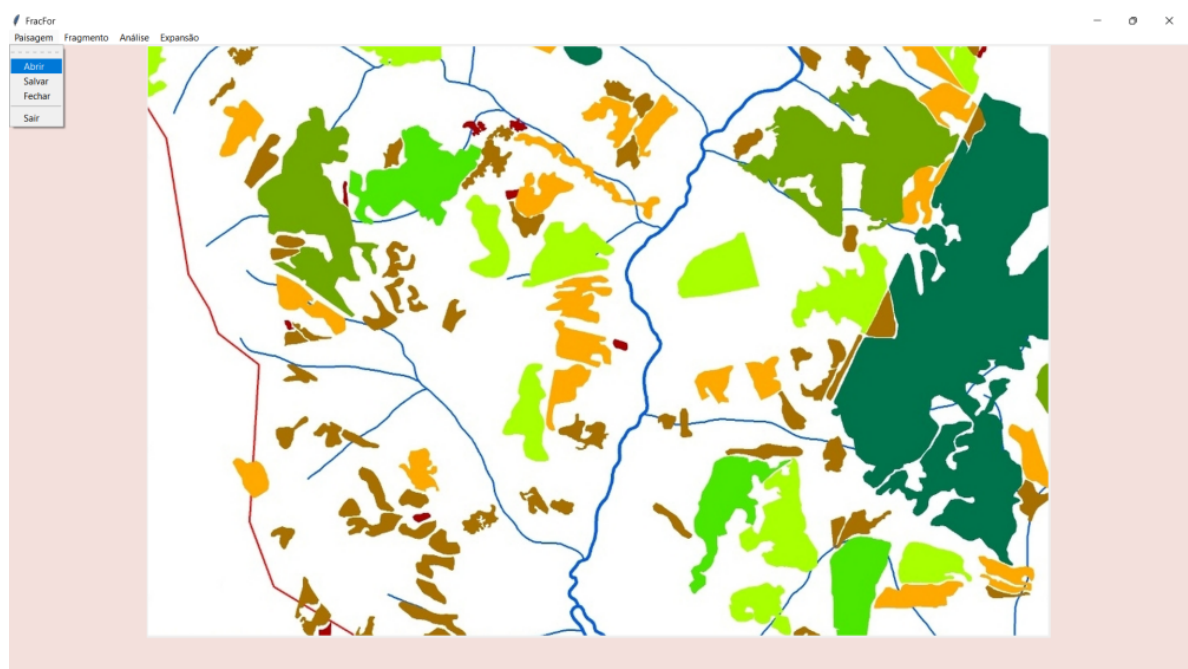 FracFor
Paisagem Fragmento Análise Expansão
Abrir
Salvar
Fechar
Sair